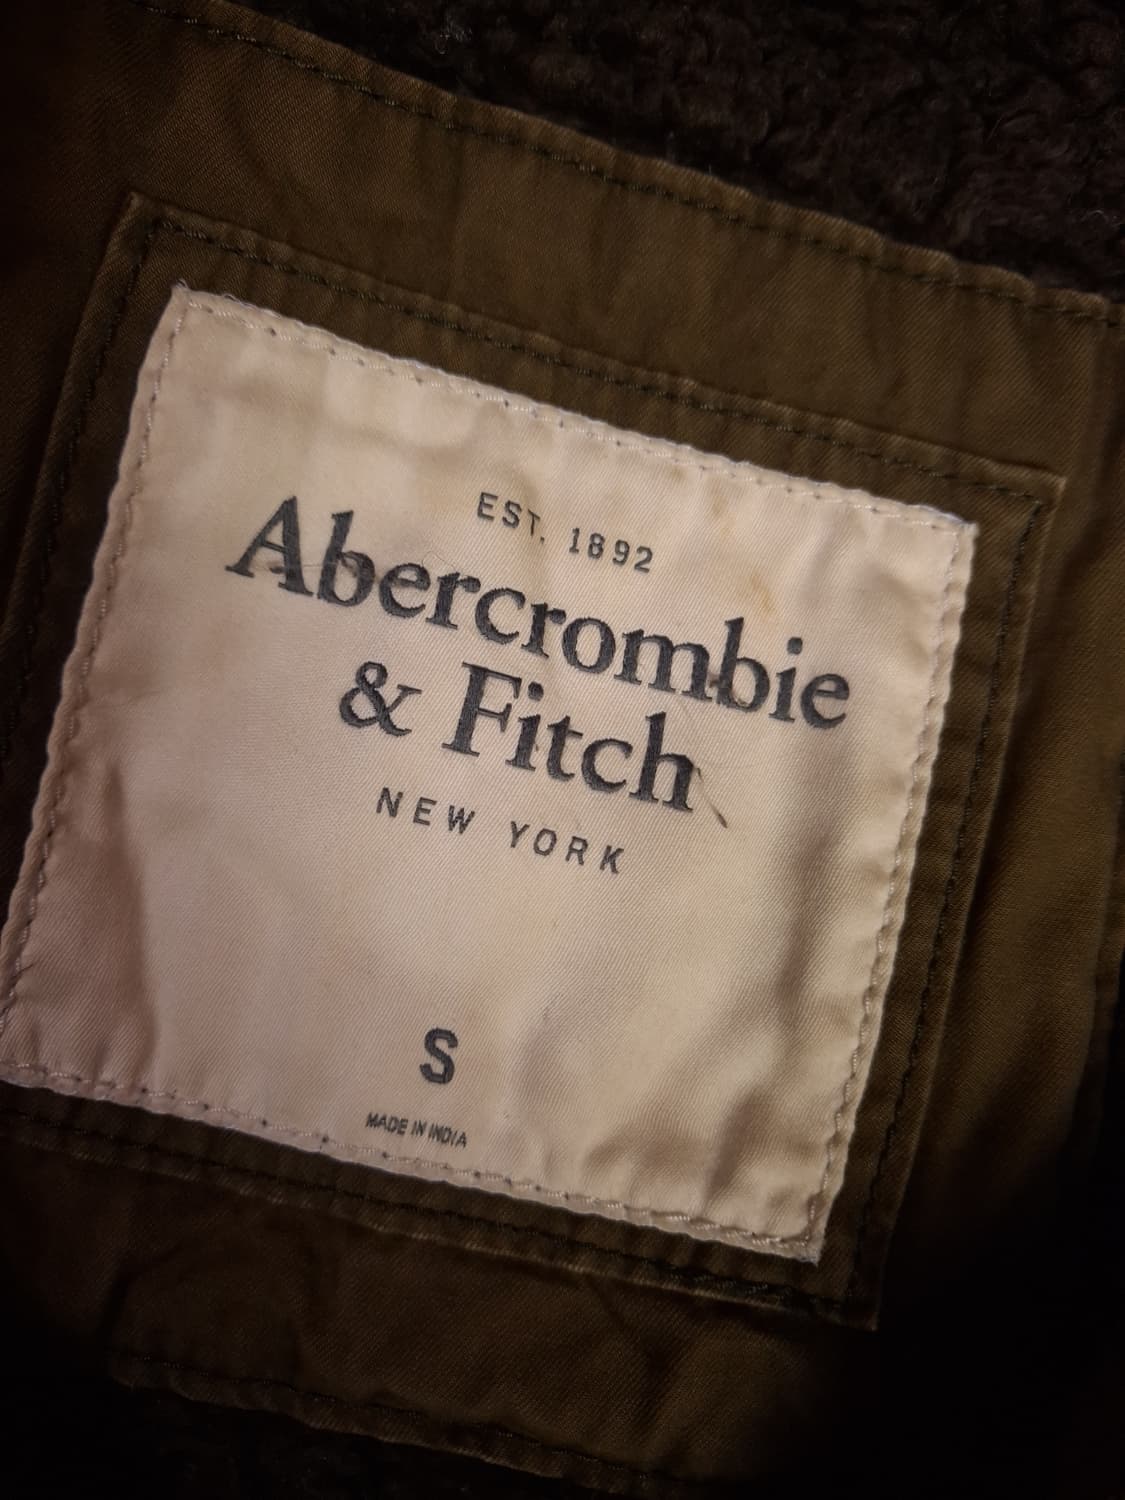 EST. 1892
Abercrombie
& Fitch
NEW YORK
S
MADE IN INDIA